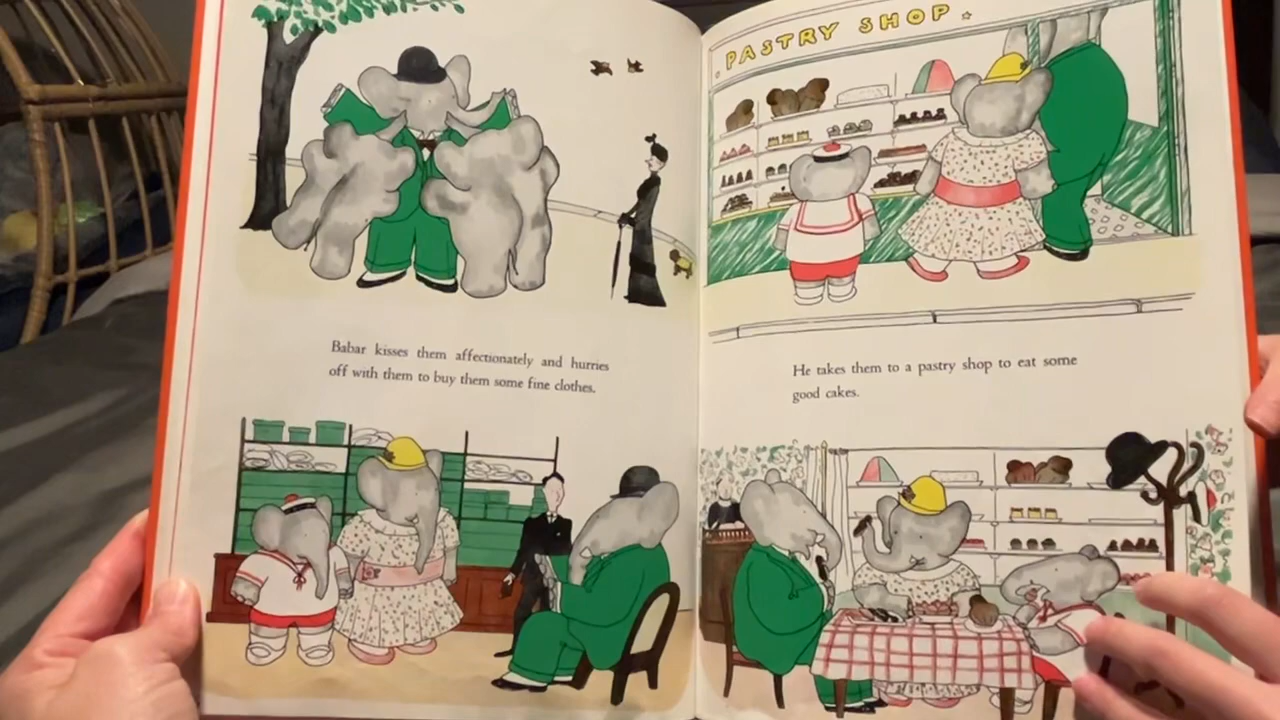 Babar kisses them affectionately and hurries
off with them to buy them some fine clothes.
PASTRY SHOP
He takes them to a pastry shop to eat some
good cakes.